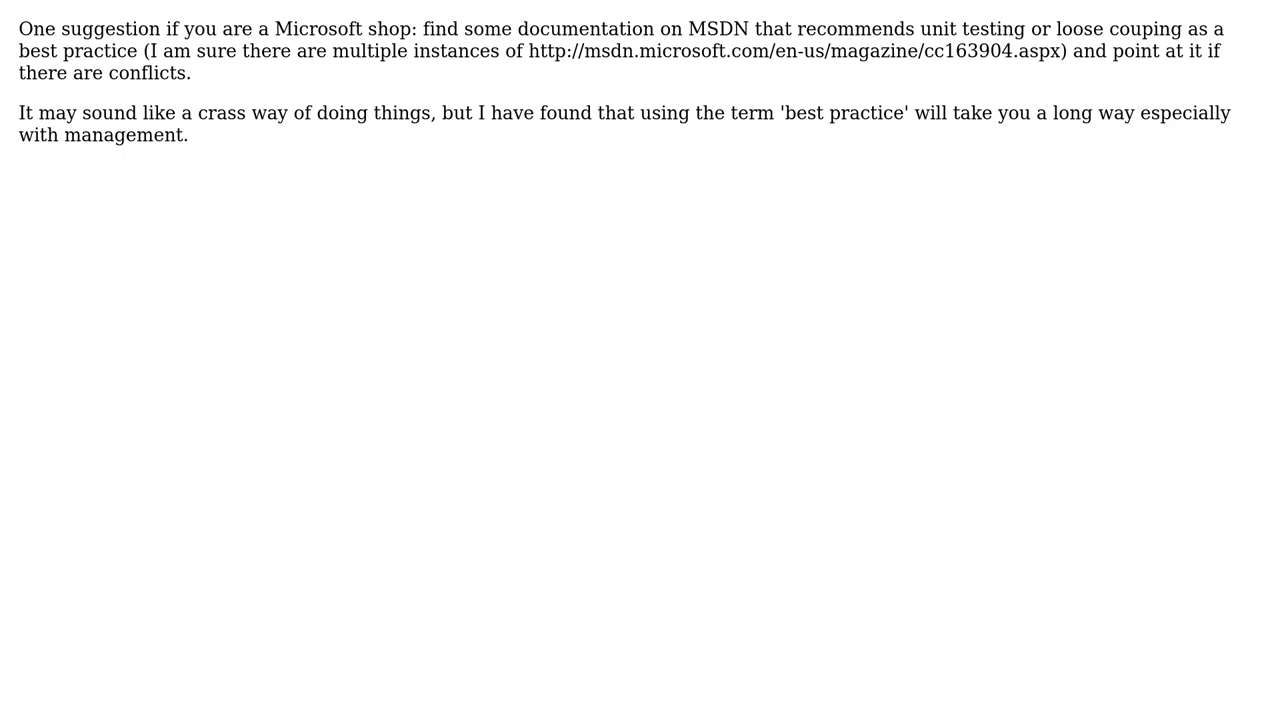 One suggestion if you are a Microsoft shop: find some documentation on MSDN that recommends unit testing or loose couping as a
best practice (I am sure there are multiple instances of http://msdn.microsoft.com/en-us/magazine/cc163904.aspx) and point at it if
there are conflicts.
It may sound like a crass way of doing things, but I have found that using the term 'best practice' will take you a long way especially
with management.